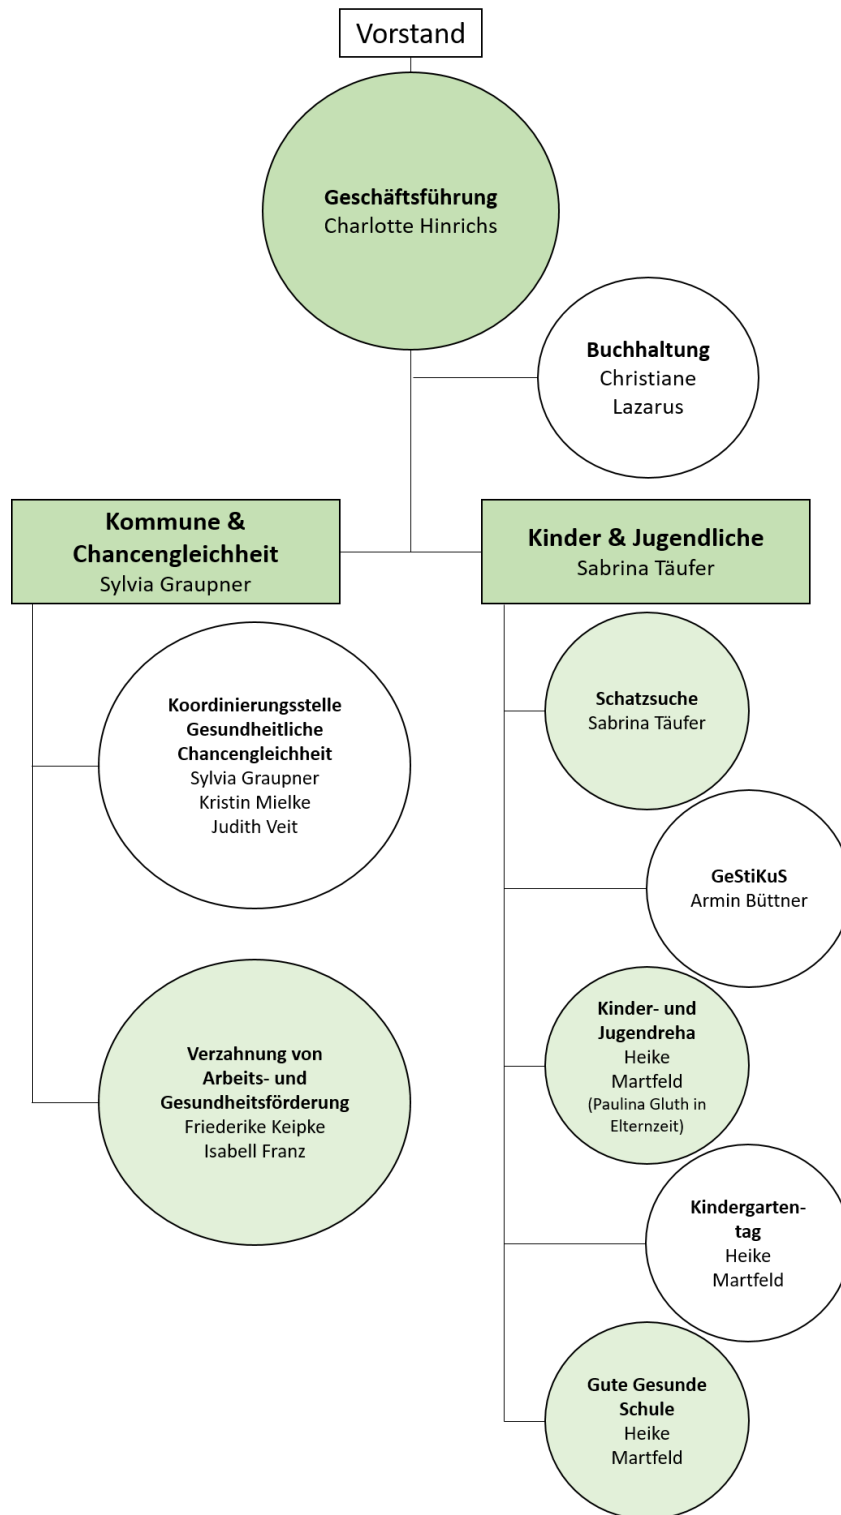 Vorstand
Geschäftsführung
Charlotte Hinrichs
Buchhaltung
Christiane
Lazarus
Kommune &
Chancengleichheit
Sylvia Graupner
Kinder & Jugendliche
Sabrina Täufer
Koordinierungsstelle
Gesundheitliche
Chancengleichheit
Sylvia Graupner
Kristin Mielke
Judith Veit
Verzahnung von
Arbeits- und
Gesundheitsförderung
Friederike Keipke
Isabell Franz
Schatzsuche
Sabrina Täufer
GeStiKuS
Armin Büttner
Kinder- und
Jugendreha
Heike
Martfeld
(Paulina Gluth in
Elternzeit)
Kindergarten-
tag
Heike
Martfeld
Gute Gesunde
Schule
Heike
Martfeld